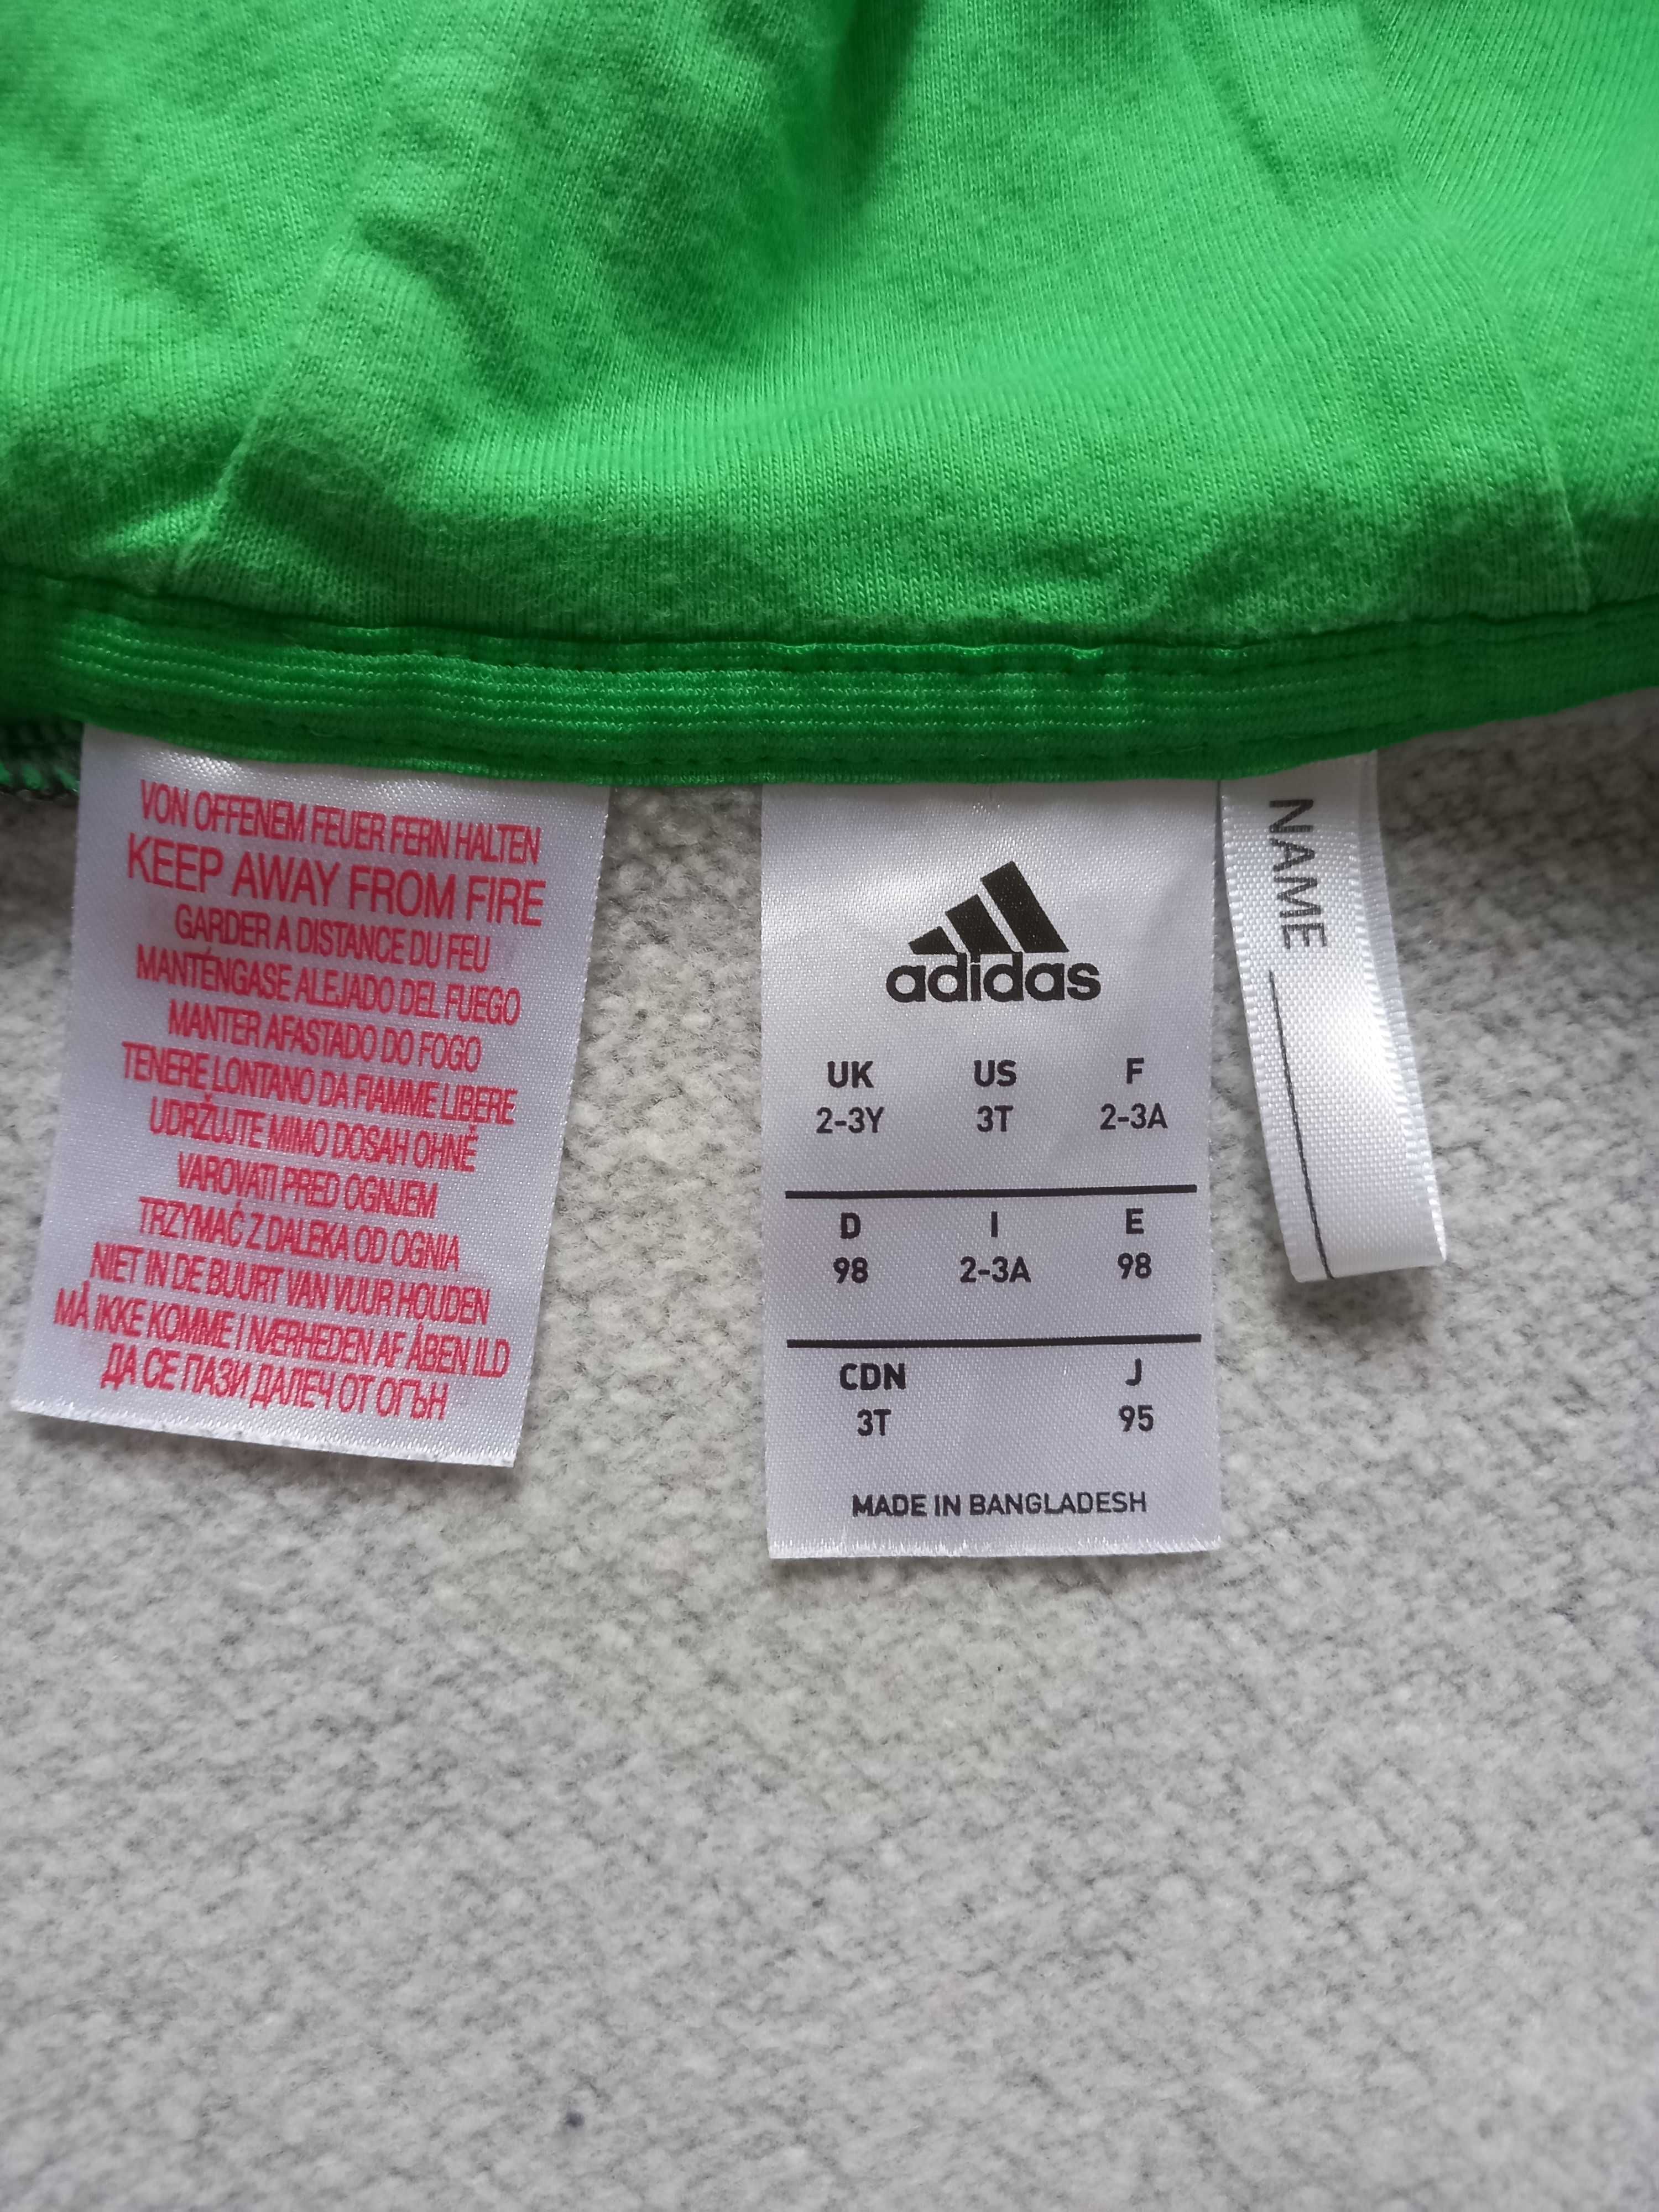 VON OFFENEM FEUER FERN HALTEN
KEEP AWAY FROM FIRE
GARDER A DISTANCE DU FEU
MANTÉNGASE ALEJADO DEL FUEGO
MANTER AFASTADO DO FOGO
TENERE LONTANO DA FIAMME LIBERE
UDRŽUJTE MIMO DOSAH OHNĚ
VAROVATI PRED OGNJEM
TRZYMAĆ Z DALEKA OD OGNIA
NIET IN DE BUURT VAN VUUR HOUDEN
MÅ IKKE KOMME I NÆRHEDEN AF ÅBEN ILD
ДА СЕ ПАЗИ ДАЛЕЧ ОТ ОГЪН
adidas
UK US F
2-3Y 3T 2-3A
D I E
98 2-3A 98
CDN J
3T 95
MADE IN BANGLADESH
NAME